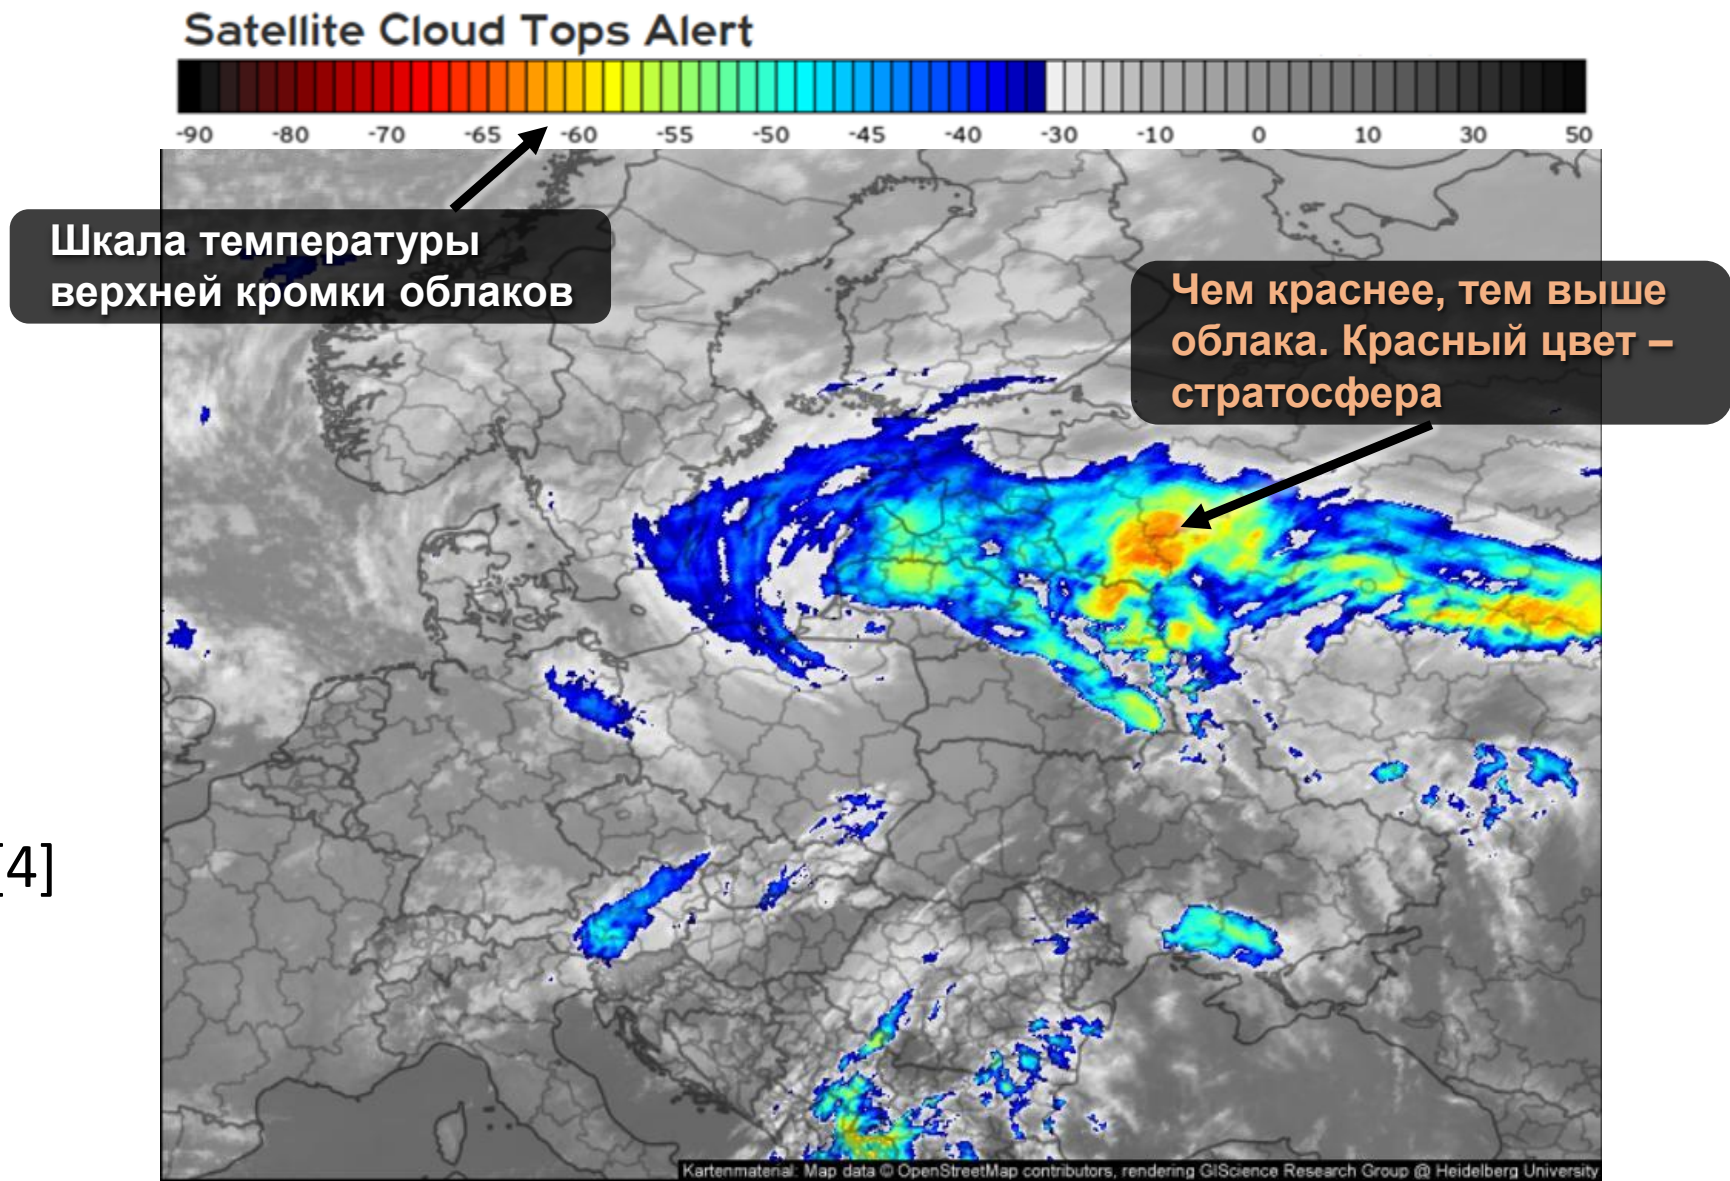 Satellite Cloud Tops Alert
-90 -80 -70 -65 -60 -55 -50 -45 -40 -30 -10 0 10 30 50
Шкала температуры
верхней кромки облаков
Чем краснее, тем выше
облака. Красный цвет –
стратосфера
[4]
Kartenmaterial: Map data © OpenStreetMap contributors, rendering GIScience Research Group @ Heidelberg University